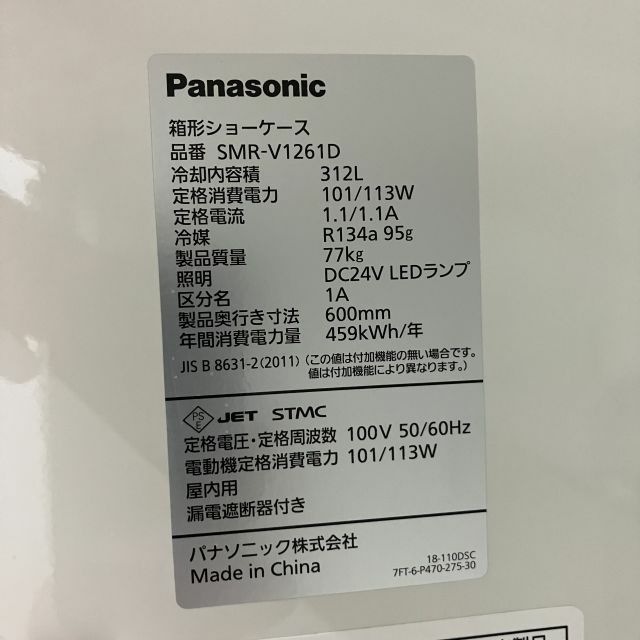 Panasonic
箱形ショーケース
品番 SMR-V1261D
冷却内容積 312L
定格消費電力 101/113W
定格電流 1.1/1.1A
冷媒 R134a 95g
製品質量 77kg
照明 DC24V LEDランプ
区分名 1A
製品奥行き寸法 600mm
年間消費電力量 459kWh/年
JIS B 8631-2(2011) (この値は付加機能の無い場合です。
値は付加機能により異なります。)
PSE JET STMC
定格電圧・定格周波数 100V 50/60Hz
電動機定格消費電力 101/113W
屋内用
漏電遮断器付き
パナソニック株式会社
Made in China
18-110DSC
7FT-6-P470-275-30